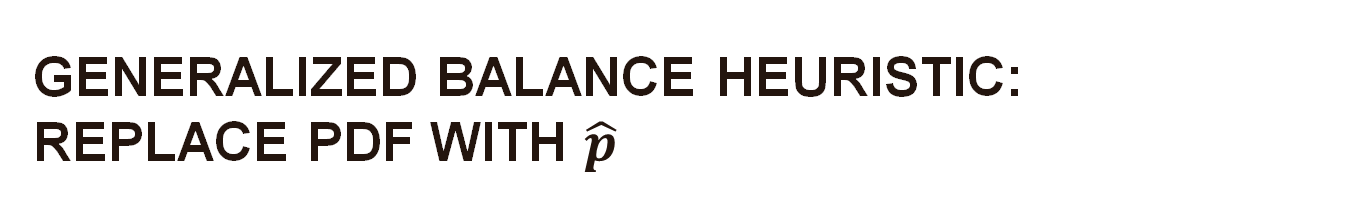 GENERALIZED BALANCE HEURISTIC:
REPLACE PDF WITH p̂